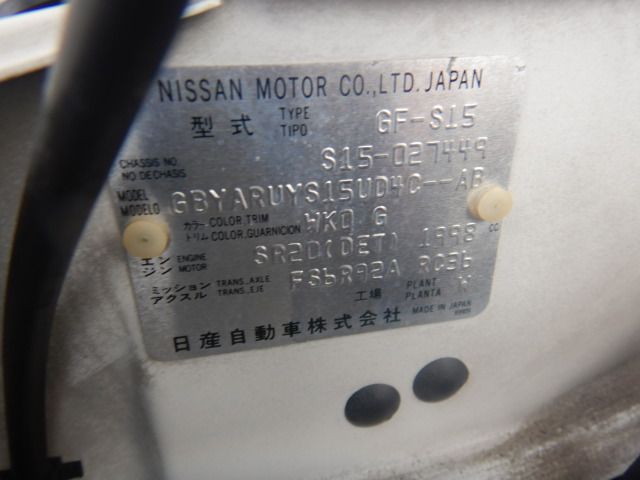 NISSAN MOTOR CO.,LTD. JAPAN
型式 TYPE TIPO GF-S15
CHASSIS NO NO DECHASIS S15-027449
MODEL MODELO GBYARUYS15UD4C--AB
カラー COLOR,TRIM トリム COLOR,GUARNICION WK0 G
エンジン ENGINE MOTOR SR20(DET) 1998 cc
ミッション アクスル TRANS.,AXLE TRANS.,EJE FS6R92A RC36
工場 PLANT PLANTA
MADE IN JAPAN
日産自動車株式会社